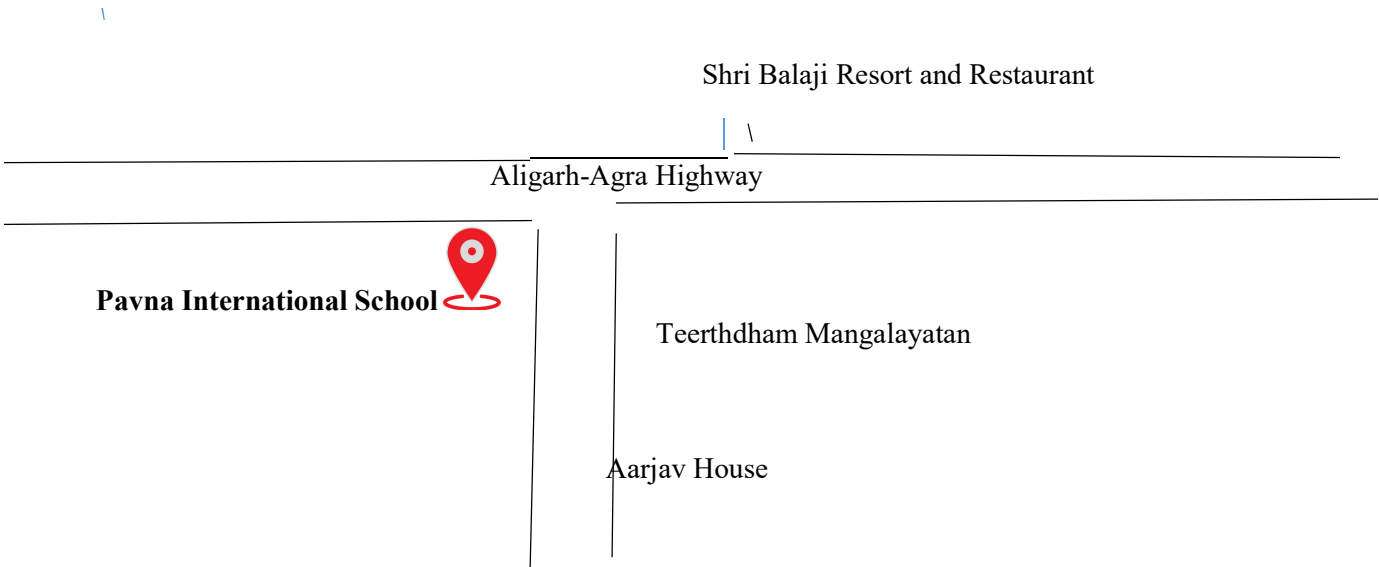 Shri Balaji Resort and Restaurant
Aligarh-Agra Highway
Pavna International School
Teerthdham Mangalayatan
Aarjav House